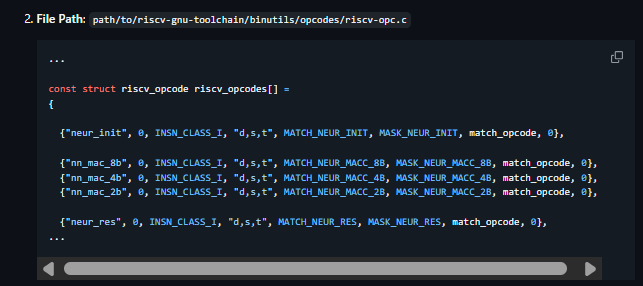 2. File Path: path/to/riscv-gnu-toolchain/binutils/opcodes/riscv-opc.c
...
const struct riscv_opcode riscv_opcodes[] =
{
{"neur_init", 0, INSN_CLASS_I, "d,s,t", MATCH_NEUR_INIT, MASK_NEUR_INIT, match_opcode, 0},
{"nn_mac_8b", 0, INSN_CLASS_I, "d,s,t", MATCH_NEUR_MACC_8B, MASK_NEUR_MACC_8B, match_opcode, 0},
{"nn_mac_4b", 0, INSN_CLASS_I, "d,s,t", MATCH_NEUR_MACC_4B, MASK_NEUR_MACC_4B, match_opcode, 0},
{"nn_mac_2b", 0, INSN_CLASS_I, "d,s,t", MATCH_NEUR_MACC_2B, MASK_NEUR_MACC_2B, match_opcode, 0},
{"neur_res", 0, INSN_CLASS_I, "d,s,t", MATCH_NEUR_RES, MASK_NEUR_RES, match_opcode, 0},
...